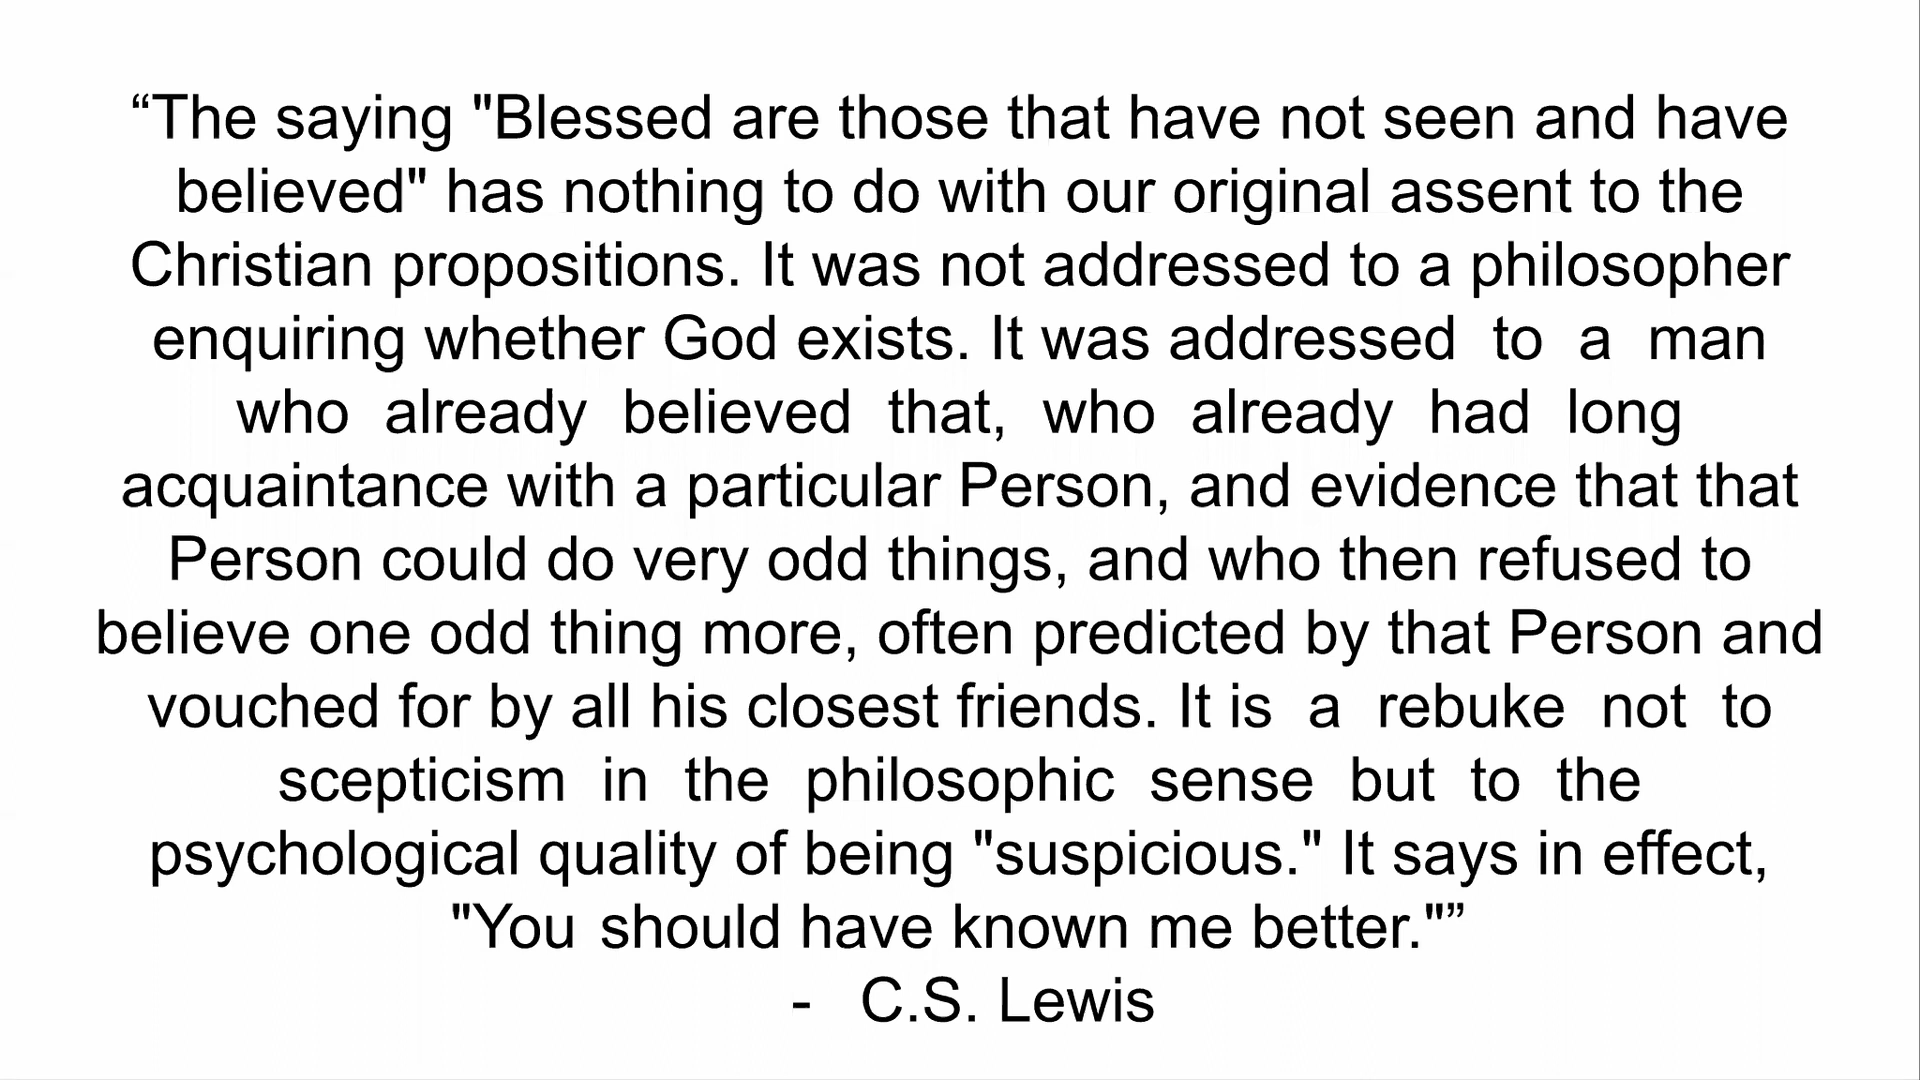 “The saying "Blessed are those that have not seen and have
believed" has nothing to do with our original assent to the
Christian propositions. It was not addressed to a philosopher
enquiring whether God exists. It was addressed to a man
who already believed that, who already had long
acquaintance with a particular Person, and evidence that that
Person could do very odd things, and who then refused to
believe one odd thing more, often predicted by that Person and
vouched for by all his closest friends. It is a rebuke not to
scepticism in the philosophic sense but to the
psychological quality of being "suspicious." It says in effect,
"You should have known me better."”
- C.S. Lewis